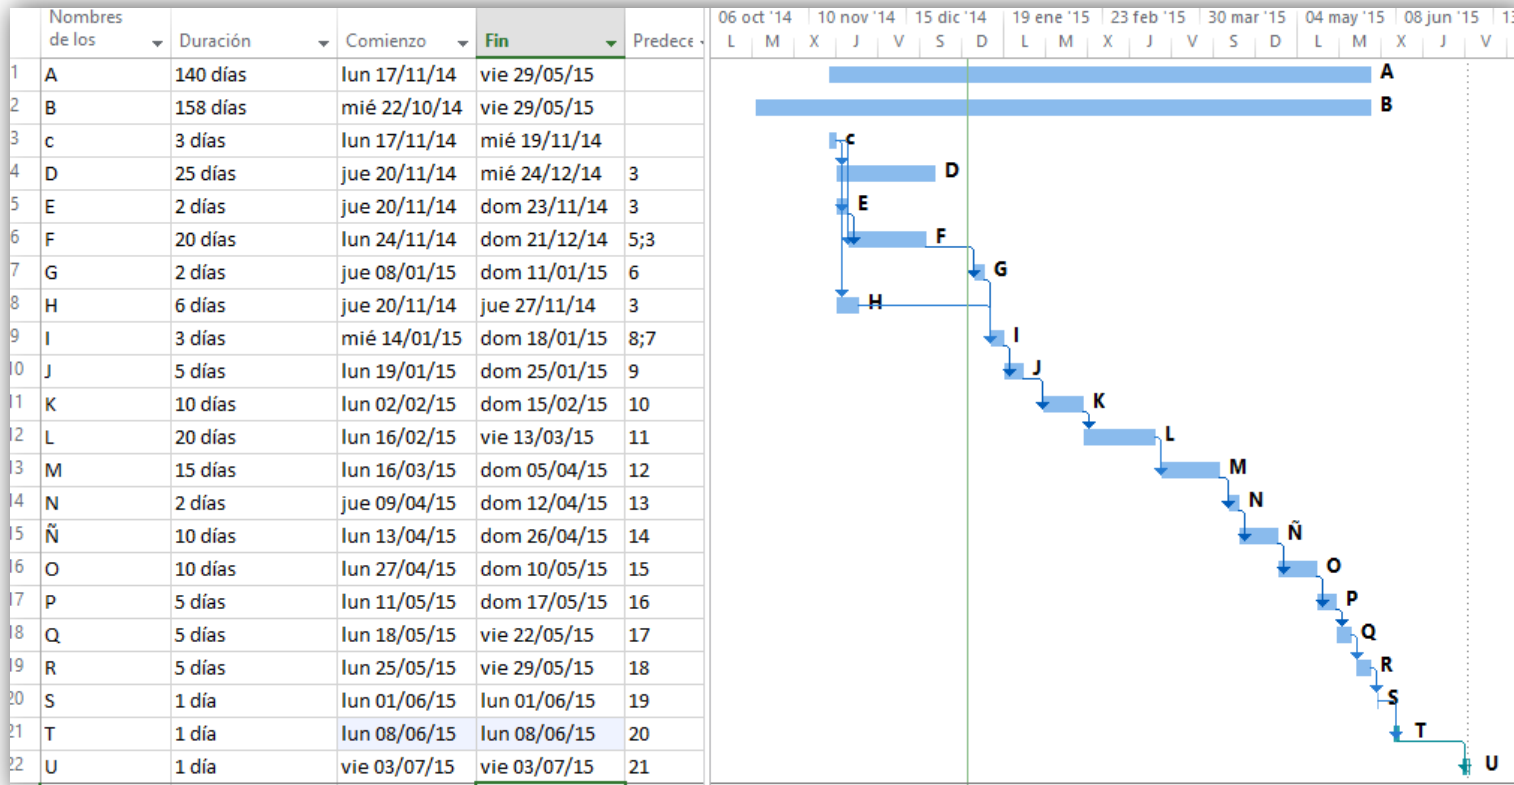 Nombres de los Duración Comienzo Fin Predece
06 oct '14 10 nov '14 15 dic '14 19 ene '15 23 feb '15 30 mar '15 04 may '15 08 jun '15 13
L M X J V S D L M X J V S D L M X J V
1 A 140 días lun 17/11/14 vie 29/05/15 A
2 B 158 días mié 22/10/14 vie 29/05/15 B
3 c 3 días lun 17/11/14 mié 19/11/14 c
4 D 25 días jue 20/11/14 mié 24/12/14 3 D
5 E 2 días jue 20/11/14 dom 23/11/14 3 E
6 F 20 días lun 24/11/14 dom 21/12/14 5;3 F
7 G 2 días jue 08/01/15 dom 11/01/15 6 G
8 H 6 días jue 20/11/14 jue 27/11/14 3 H
9 I 3 días mié 14/01/15 dom 18/01/15 8;7 I
10 J 5 días lun 19/01/15 dom 25/01/15 9 J
11 K 10 días lun 02/02/15 dom 15/02/15 10 K
12 L 20 días lun 16/02/15 vie 13/03/15 11 L
13 M 15 días lun 16/03/15 dom 05/04/15 12 M
14 N 2 días jue 09/04/15 dom 12/04/15 13 N
15 Ñ 10 días lun 13/04/15 dom 26/04/15 14 Ñ
16 O 10 días lun 27/04/15 dom 10/05/15 15 O
17 P 5 días lun 11/05/15 dom 17/05/15 16 P
18 Q 5 días lun 18/05/15 vie 22/05/15 17 Q
19 R 5 días lun 25/05/15 vie 29/05/15 18 R
20 S 1 día lun 01/06/15 lun 01/06/15 19 S
21 T 1 día lun 08/06/15 lun 08/06/15 20 T
22 U 1 día vie 03/07/15 vie 03/07/15 21 U